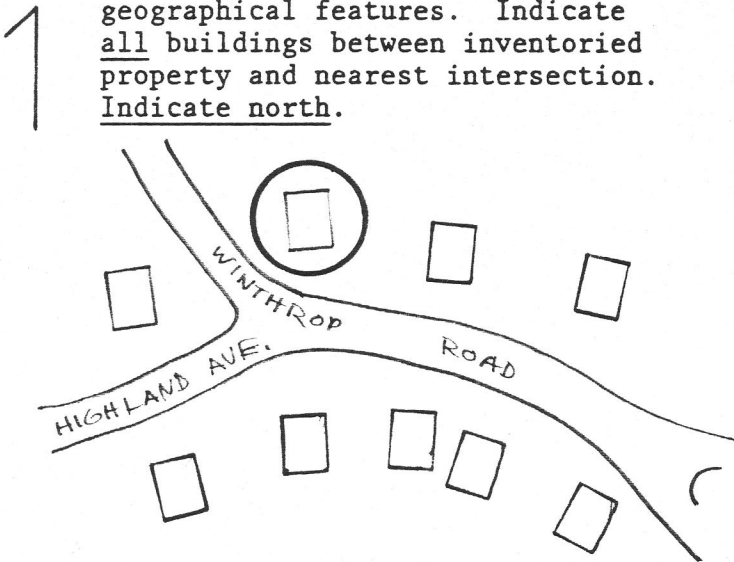 geographical features. Indicate
all buildings between inventoried
property and nearest intersection.
Indicate north.
WINTHROP
ROAD
HIGHLAND AVE.